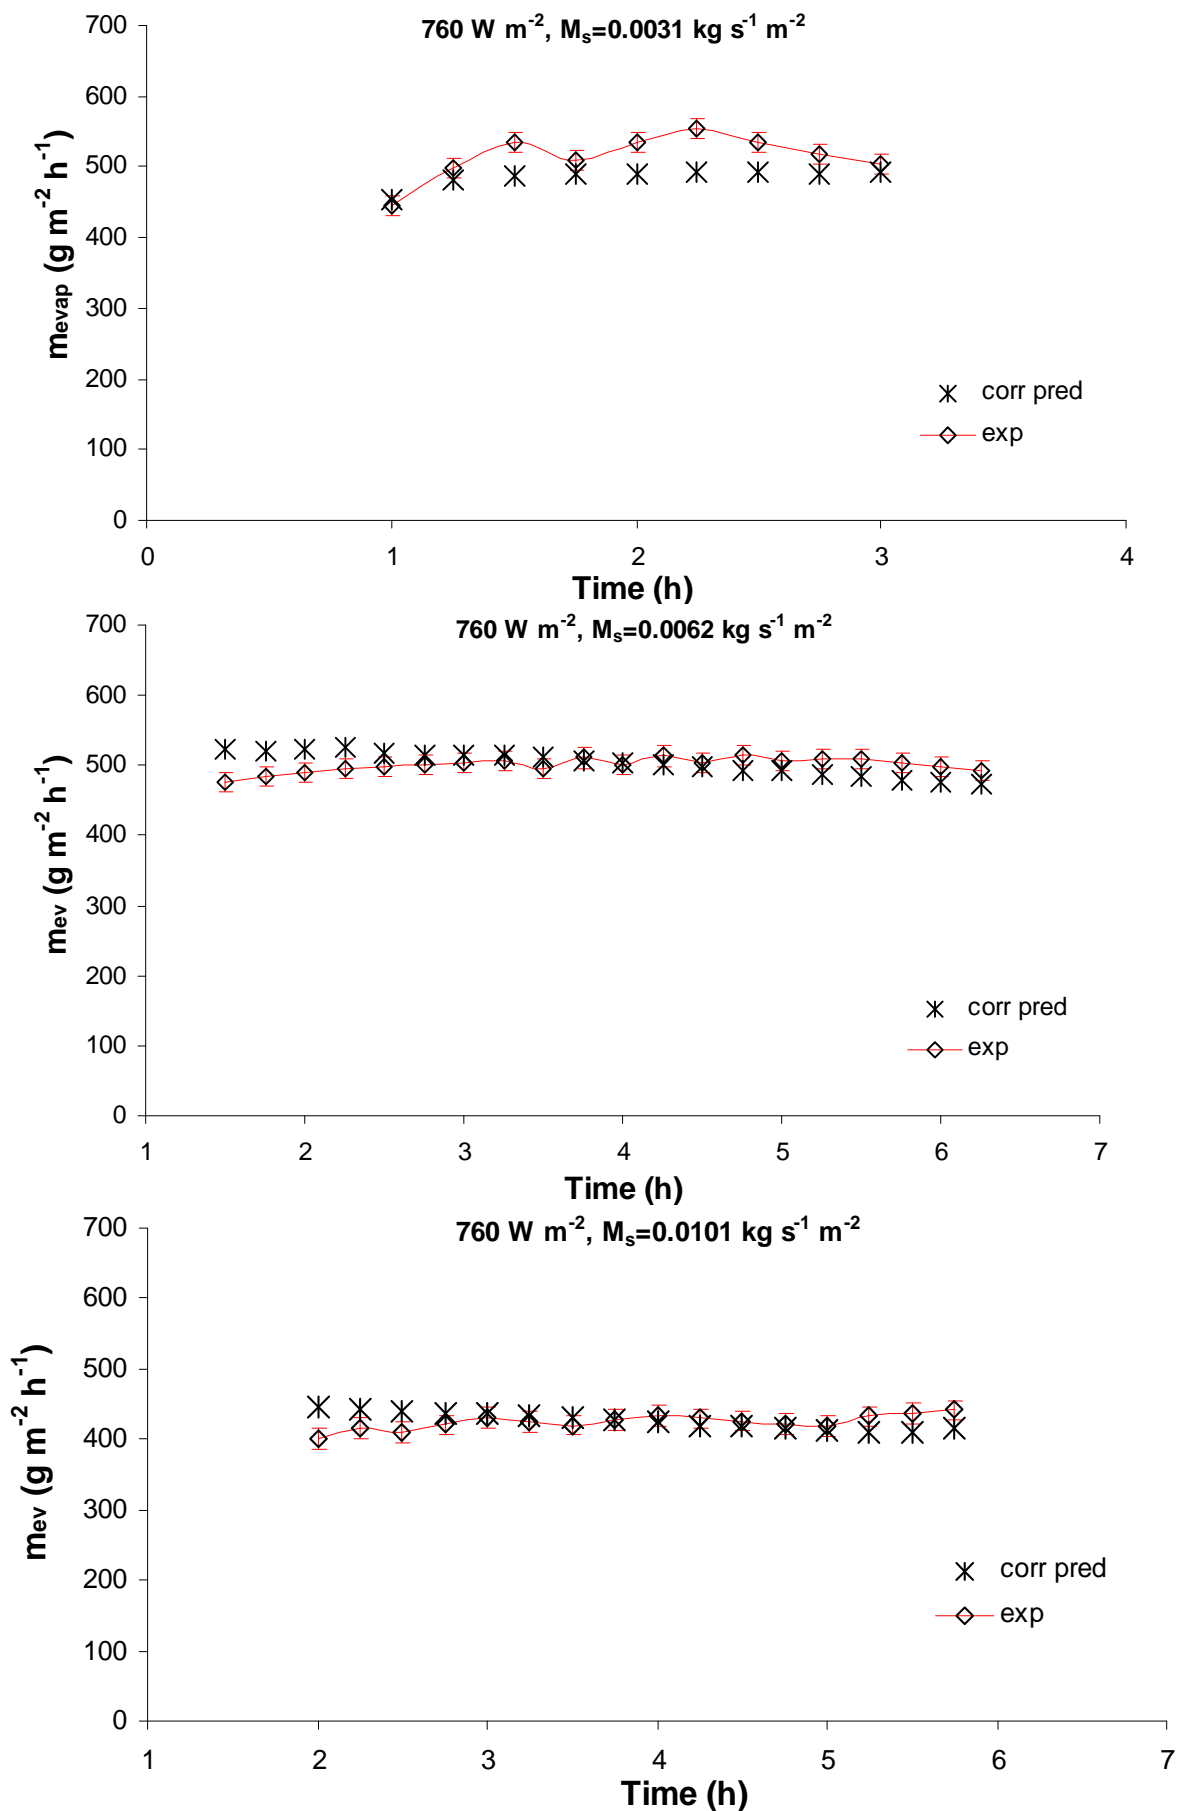 760 W m-2, Ms=0.0031 kg s-1 m-2
700
600
500
400
300
200
100
0
mevap (g m-2 h-1)
corr pred
exp
0 1 2 3 4
Time (h)
760 W m-2, Ms=0.0062 kg s-1 m-2
700
600
500
400
300
200
100
0
mev (g m-2 h-1)
corr pred
exp
1 2 3 4 5 6 7
Time (h)
760 W m-2, Ms=0.0101 kg s-1 m-2
700
600
500
400
300
200
100
0
mev (g m-2 h-1)
corr pred
exp
1 2 3 4 5 6 7
Time (h)